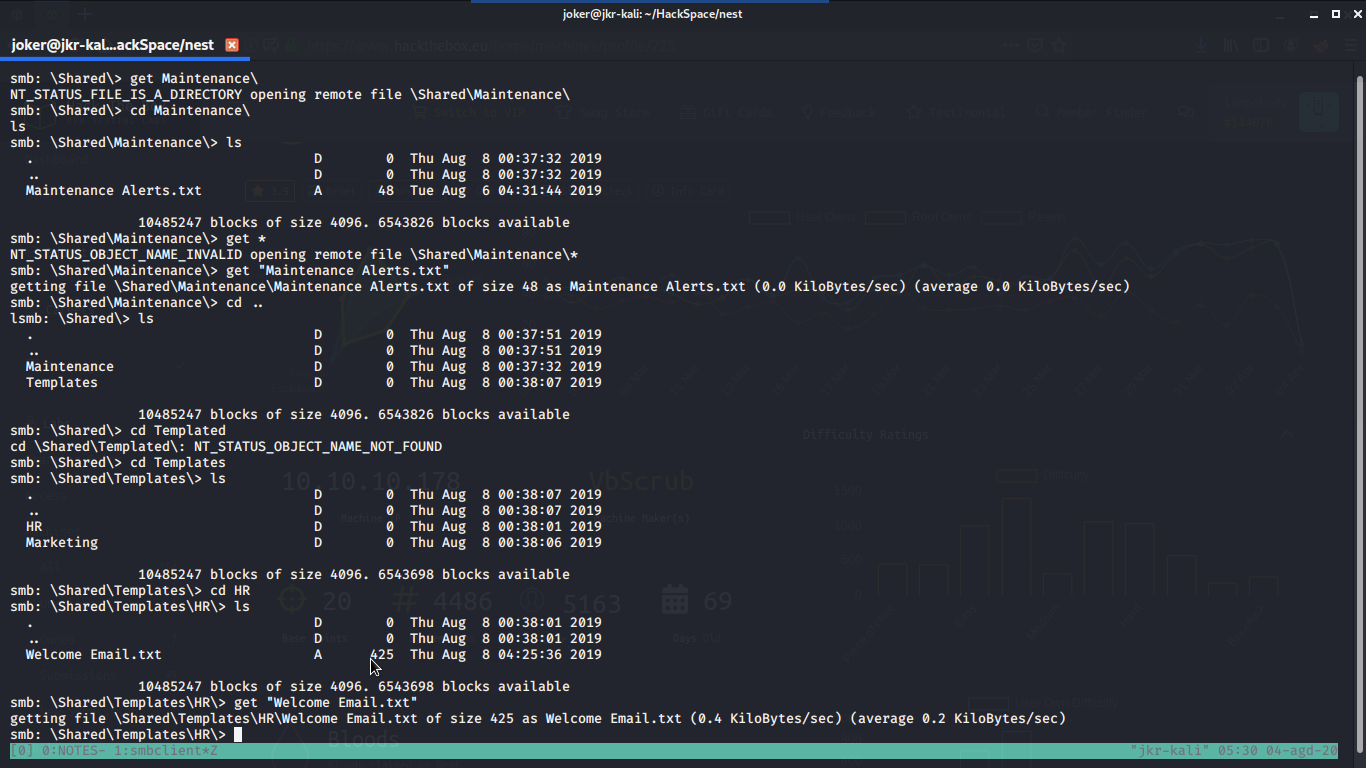 joker@jkr-kali: ~/HackSpace/nest
joker@jkr-kal...ackSpace/nest
smb: \Shared\> get Maintenance\
NT_STATUS_FILE_IS_A_DIRECTORY opening remote file \Shared\Maintenance\
smb: \Shared\> cd Maintenance\
ls
smb: \Shared\Maintenance\> ls
. D 0 Thu Aug 8 00:37:32 2019
.. D 0 Thu Aug 8 00:37:32 2019
Maintenance Alerts.txt A 48 Tue Aug 6 04:31:44 2019
10485247 blocks of size 4096. 6543826 blocks available
smb: \Shared\Maintenance\> get *
NT_STATUS_OBJECT_NAME_INVALID opening remote file \Shared\Maintenance\*
smb: \Shared\Maintenance\> get "Maintenance Alerts.txt"
getting file \Shared\Maintenance\Maintenance Alerts.txt of size 48 as Maintenance Alerts.txt (0.0 KiloBytes/sec) (average 0.0 KiloBytes/sec)
smb: \Shared\Maintenance\> cd ..
lsmb: \Shared\> ls
. D 0 Thu Aug 8 00:37:51 2019
.. D 0 Thu Aug 8 00:37:51 2019
Maintenance D 0 Thu Aug 8 00:37:32 2019
Templates D 0 Thu Aug 8 00:38:07 2019
10485247 blocks of size 4096. 6543826 blocks available
smb: \Shared\> cd Templated
cd \Shared\Templated\: NT_STATUS_OBJECT_NAME_NOT_FOUND
Difficulty Ratings
smb: \Shared\> cd Templates
smb: \Shared\Templates\> ls
10.10.10.178 VbScrub
. D 0 Thu Aug 8 00:38:07 2019
.. D 0 Thu Aug 8 00:38:07 2019
HR D 0 Thu Aug 8 00:38:01 2019
Marketing D 0 Thu Aug 8 00:38:06 2019
10485247 blocks of size 4096. 6543698 blocks available
smb: \Shared\Templates\> cd HR
20 4486 5163 69
smb: \Shared\Templates\HR\> ls
. D 0 Thu Aug 8 00:38:01 2019
.. D 0 Thu Aug 8 00:38:01 2019
Welcome Email.txt A 425 Thu Aug 8 04:25:36 2019
10485247 blocks of size 4096. 6543698 blocks available
smb: \Shared\Templates\HR\> get "Welcome Email.txt"
getting file \Shared\Templates\HR\Welcome Email.txt of size 425 as Welcome Email.txt (0.4 KiloBytes/sec) (average 0.2 KiloBytes/sec)
smb: \Shared\Templates\HR\>
Bloods
[0] 0:NOTES- 1:smbclient*Z "jkr-kali" 05:30 04-agd-20